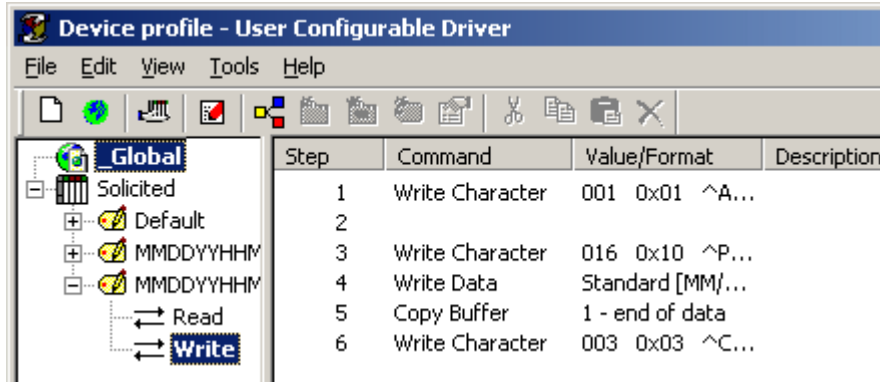 Device profile - User Configurable Driver
File Edit View Tools Help
_Global
Solicited
Default
MMDDYYHHM
MMDDYYHHM
Read
Write
Step Command Value/Format Description
1 Write Character 001 0x01 ^A...
2
3 Write Character 016 0x10 ^P...
4 Write Data Standard [MM/...
5 Copy Buffer 1 - end of data
6 Write Character 003 0x03 ^C...